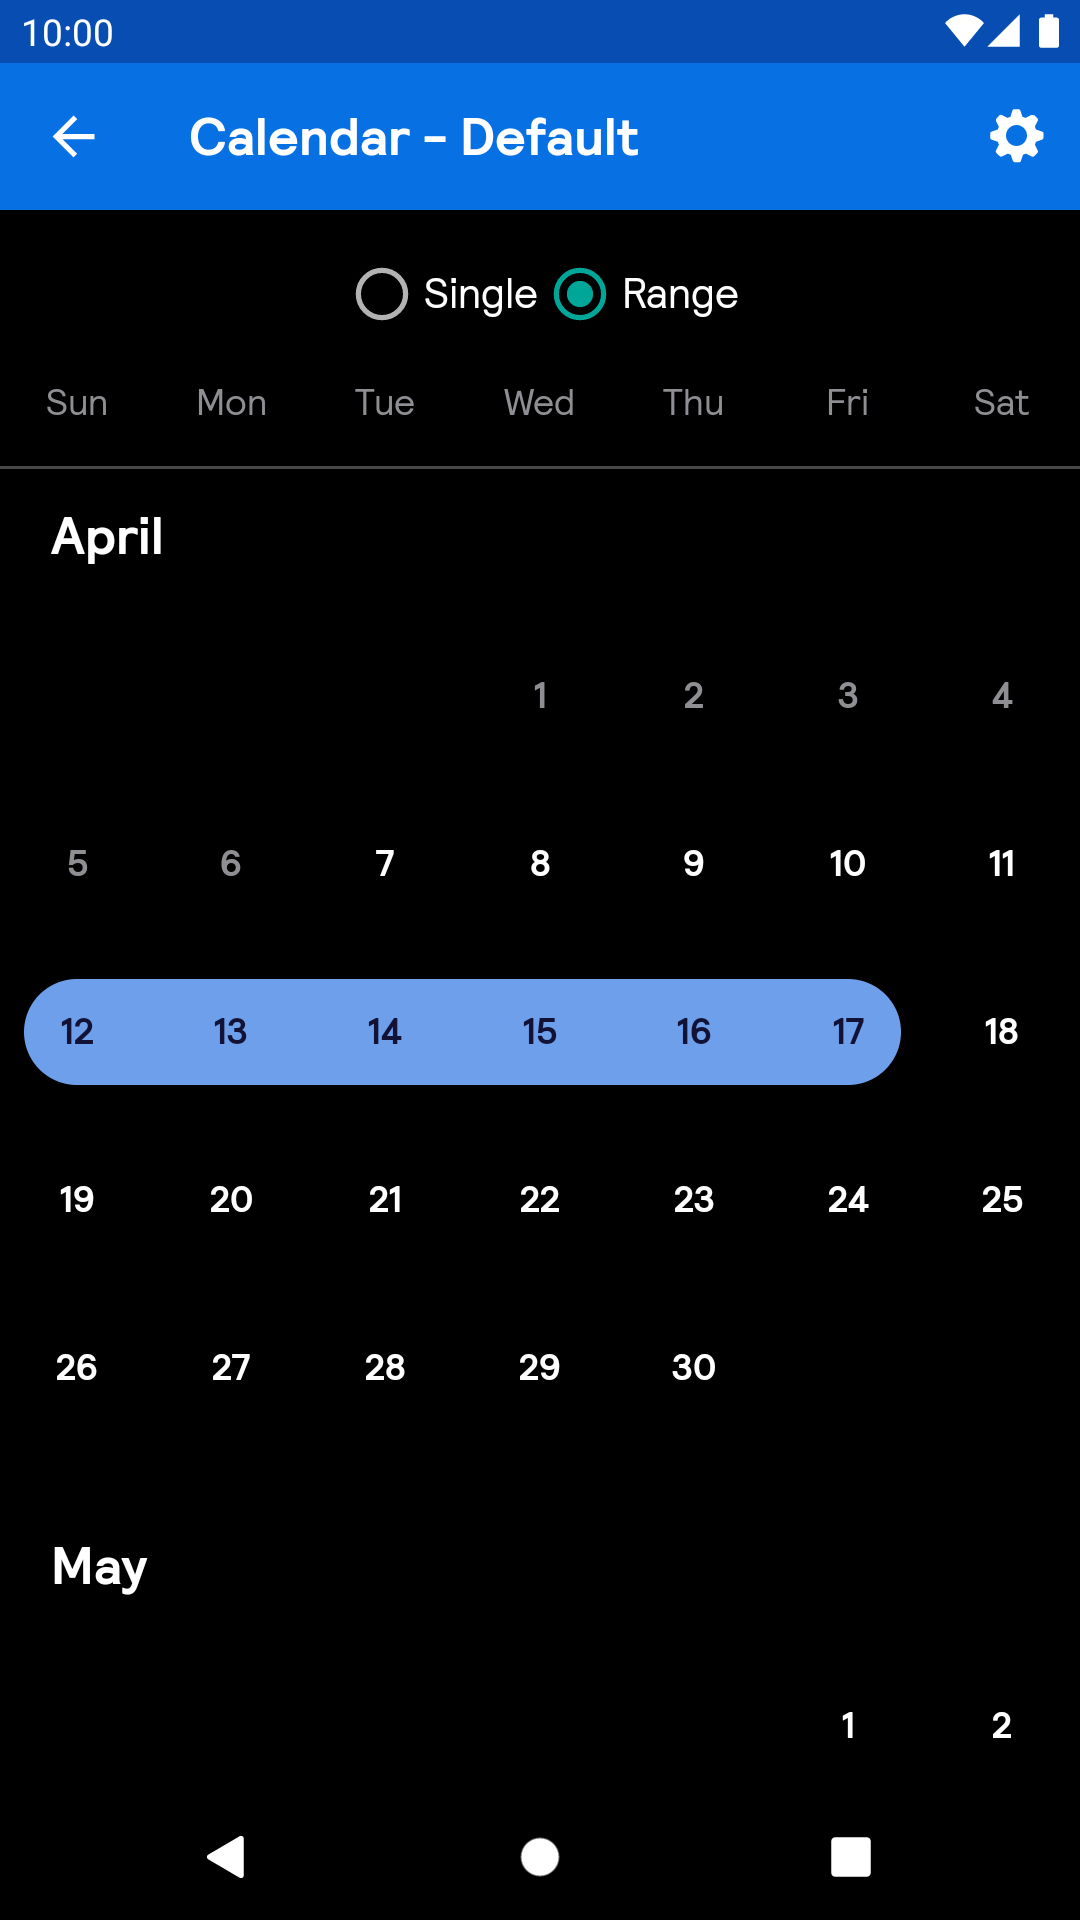 10:00
Calendar - Default
Single Range
Sun Mon Tue Wed Thu Fri Sat
April
1 2 3 4
5 6 7 8 9 10 11
12 13 14 15 16 17 18
19 20 21 22 23 24 25
26 27 28 29 30
May
1 2